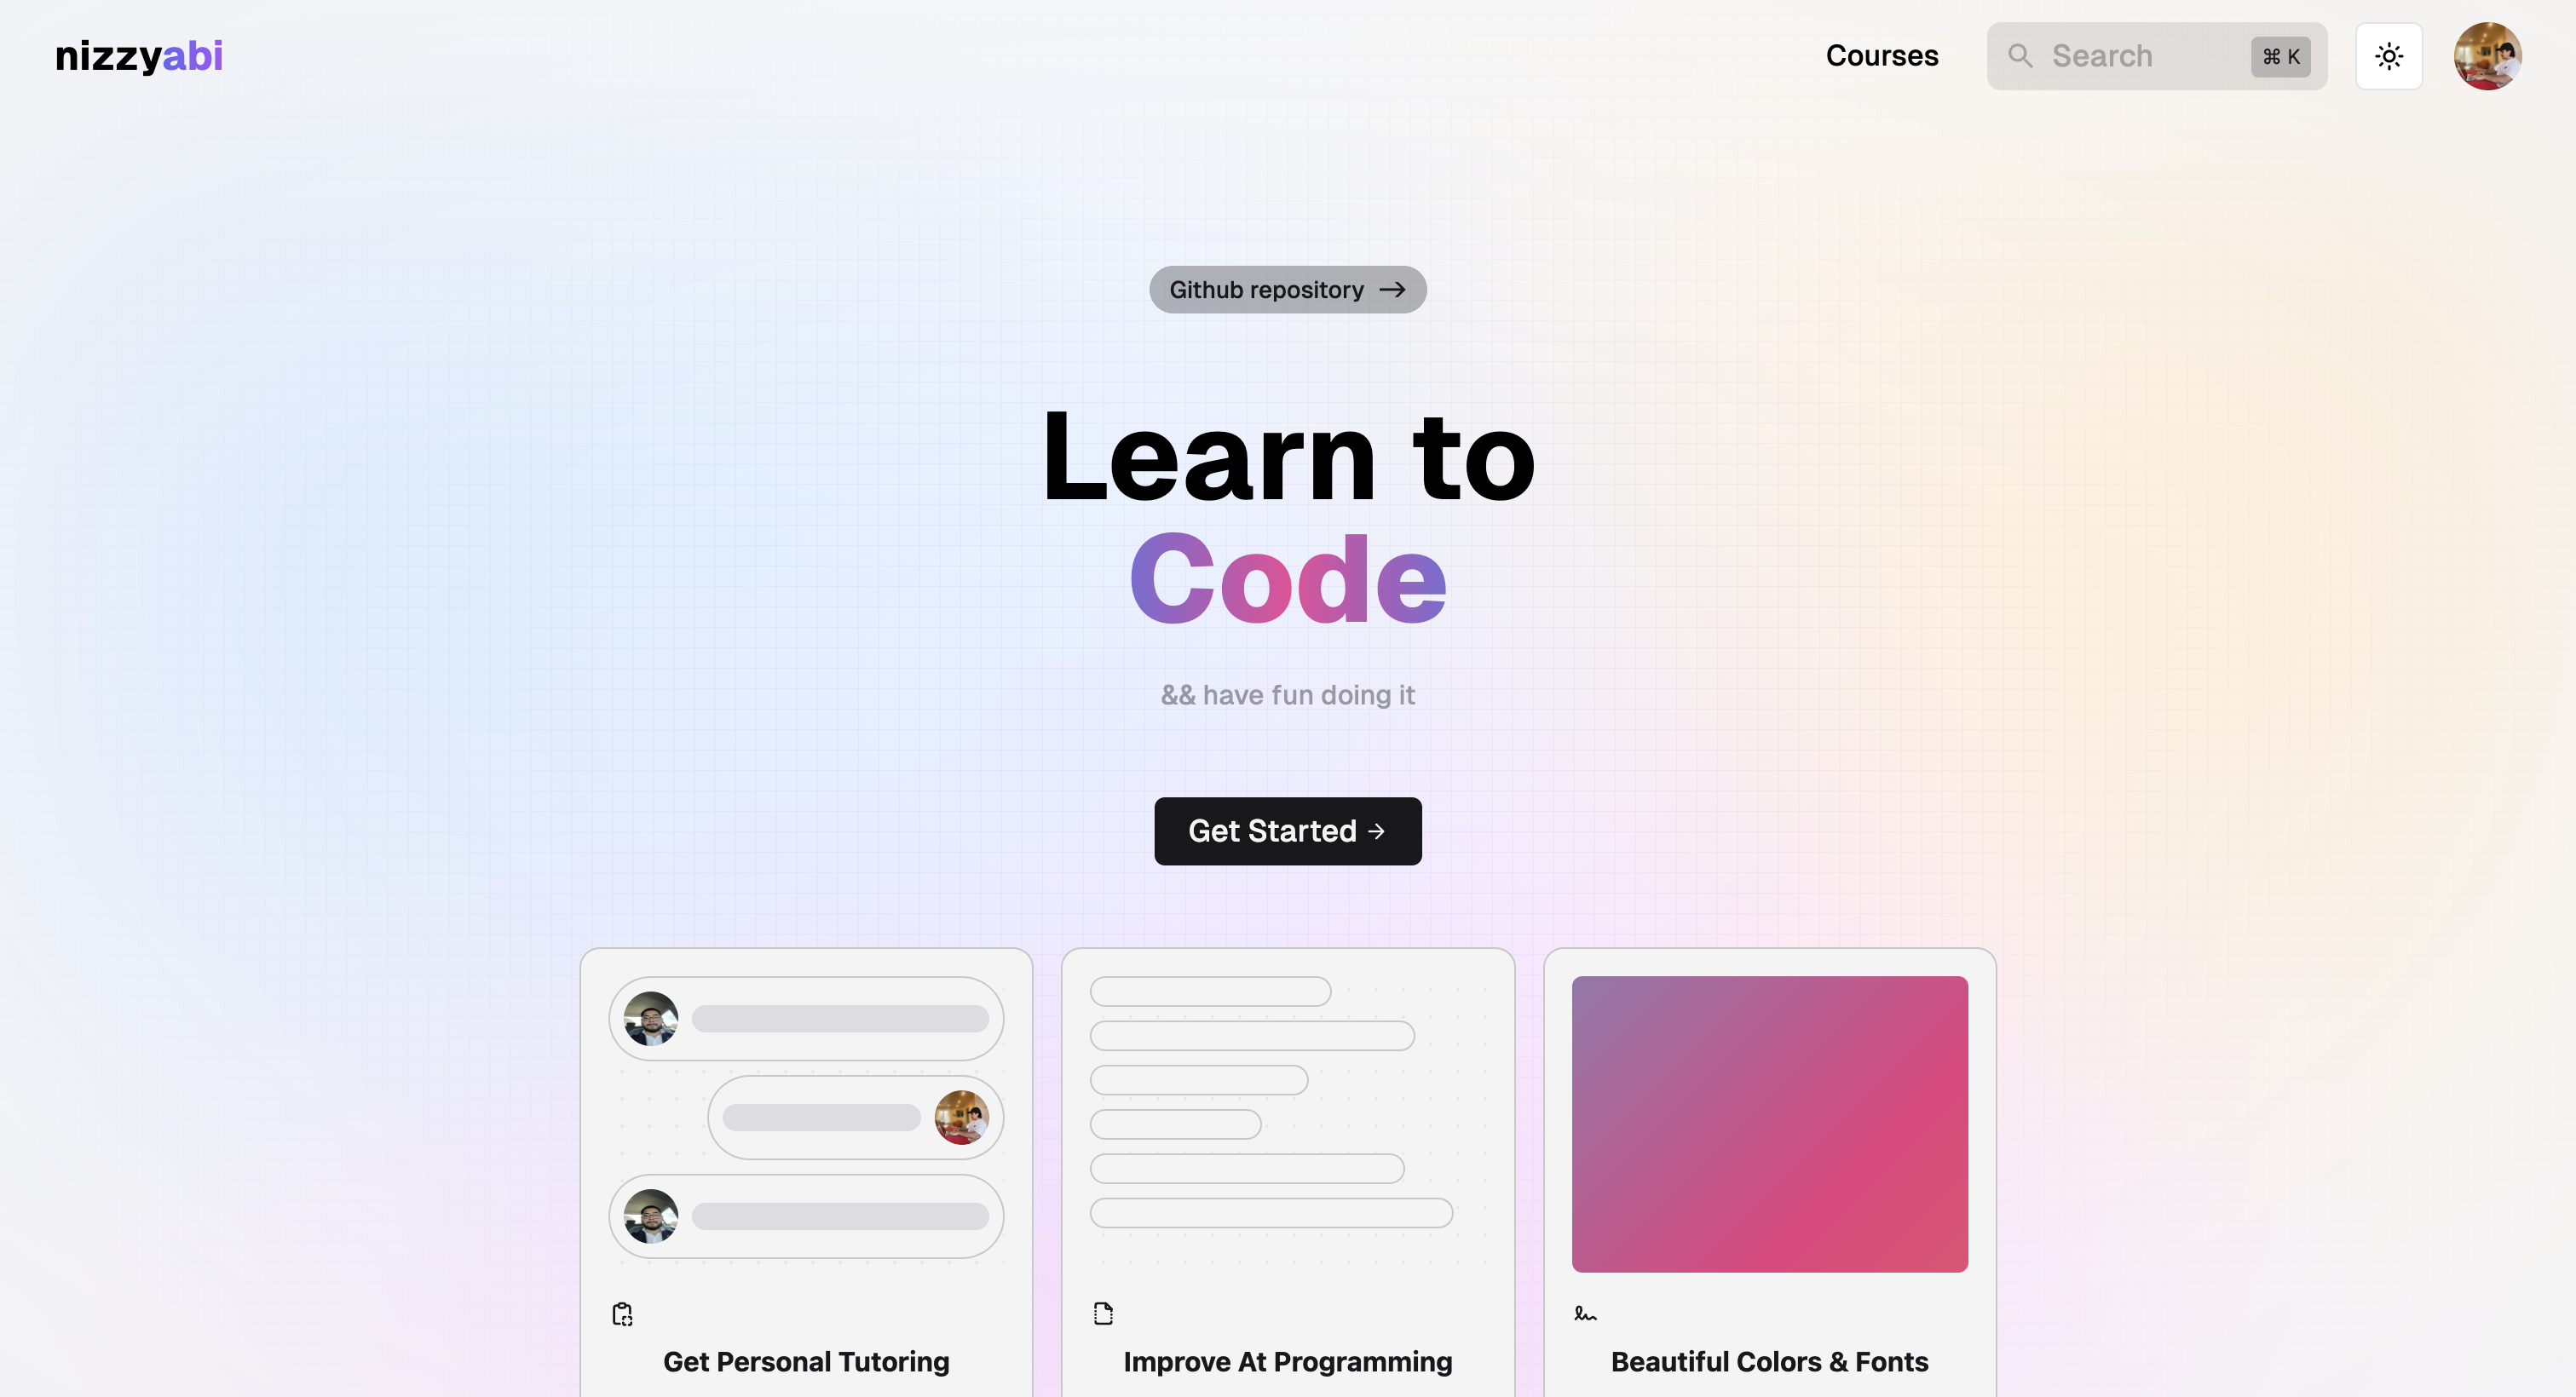 nizzyabi
Courses
Search
⌘ K
Github repository →
Learn to
Code
&& have fun doing it
Get Started →
Get Personal Tutoring
Improve At Programming
Beautiful Colors & Fonts